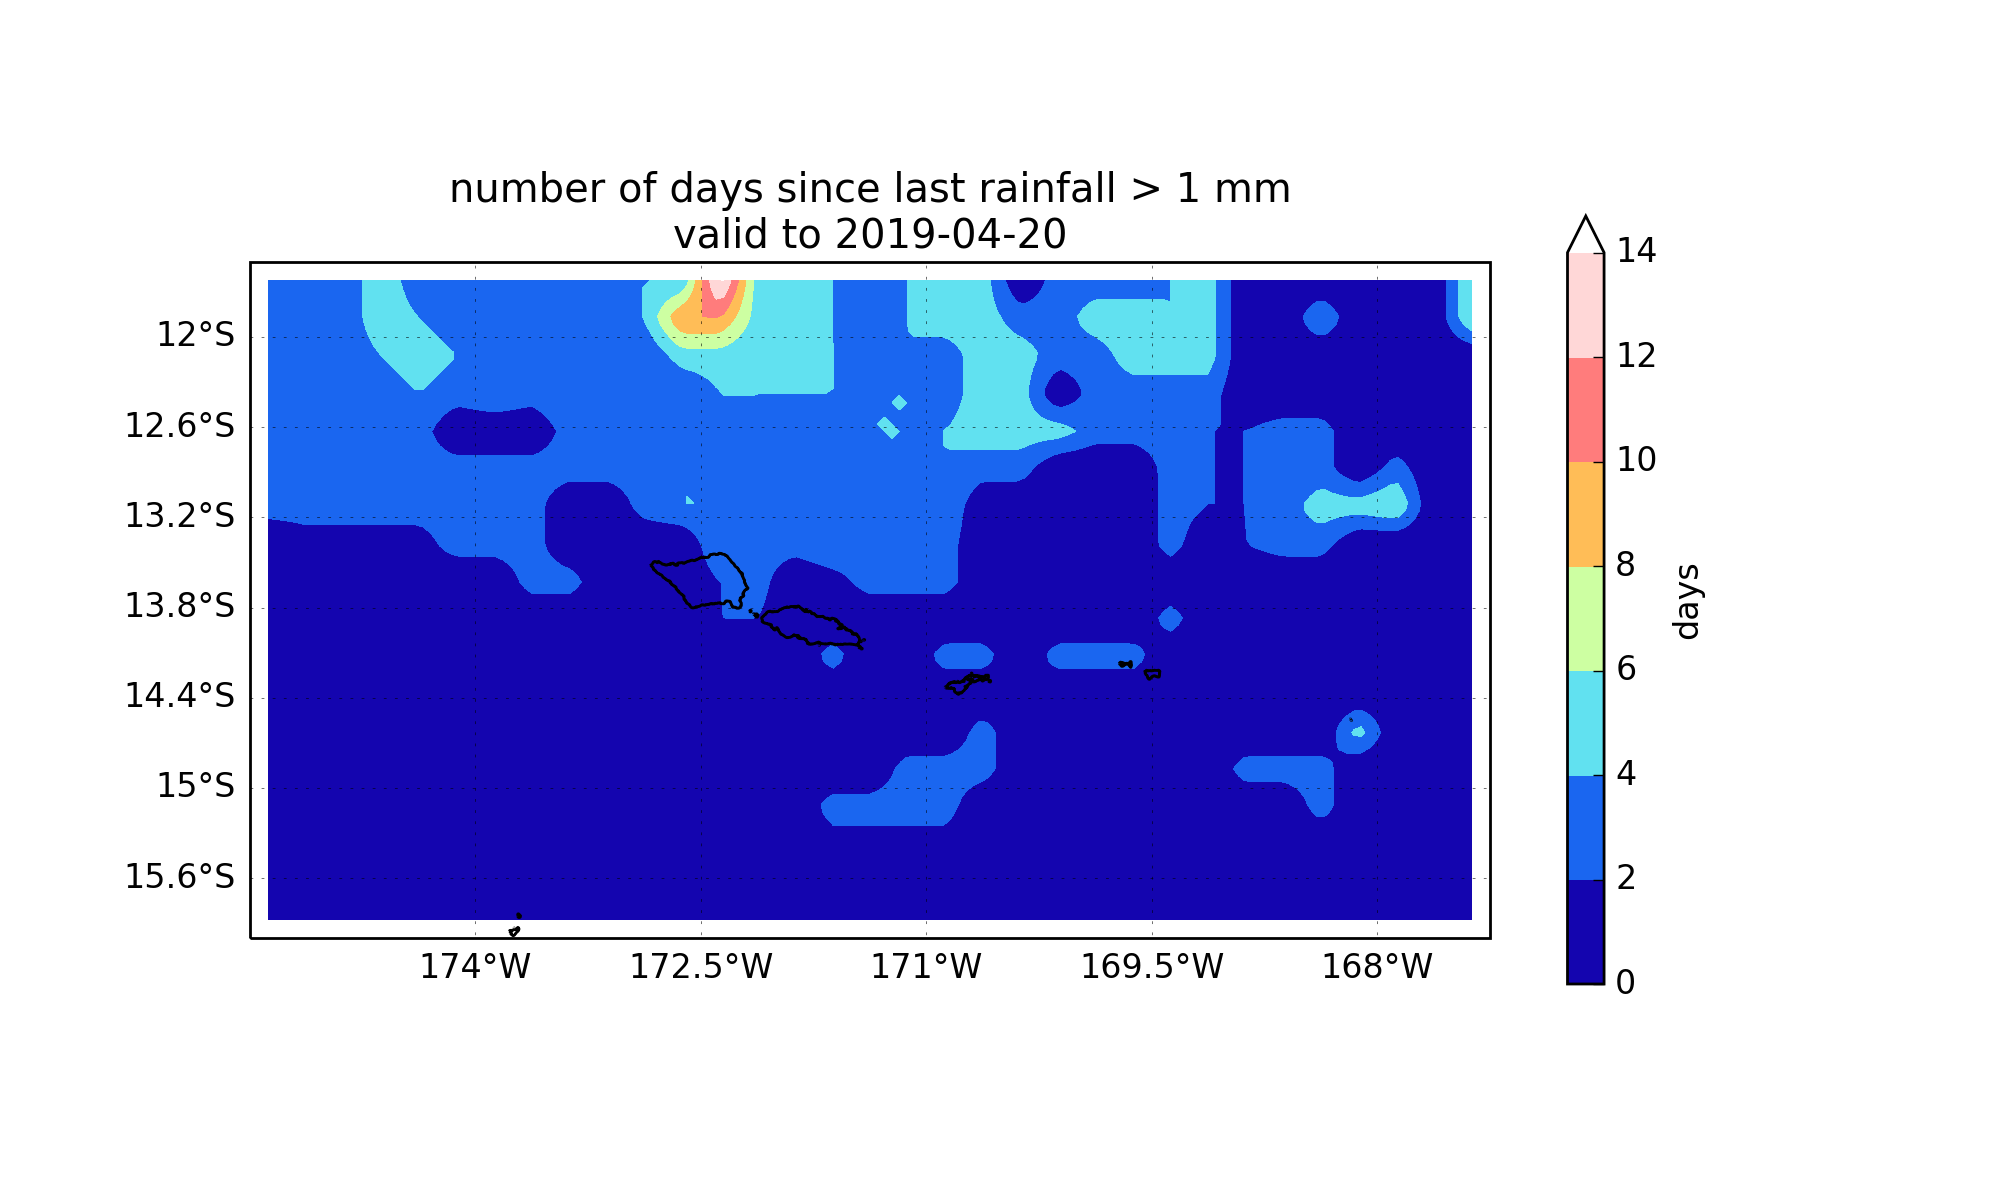 number of days since last rainfall > 1 mm
valid to 2019-04-20
12°S
12.6°S
13.2°S
13.8°S
14.4°S
15°S
15.6°S
174°W
172.5°W
171°W
169.5°W
168°W
14
12
10
8
6
4
2
0
days